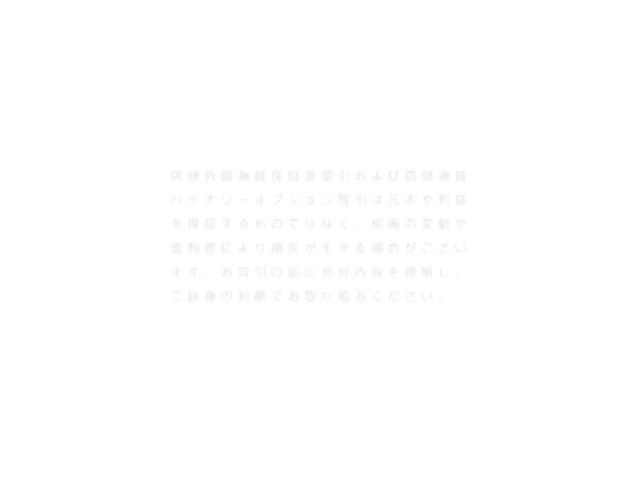 店頭外国為替保証金取引および店頭通貨
バイナリーオプション取引は元本や利益
を保証するものではなく、相場の変動や
金利差により損失が生ずる場合がござい
ます。お取引の前に充分内容を理解し、
ご自身の判断でお取り組みください。